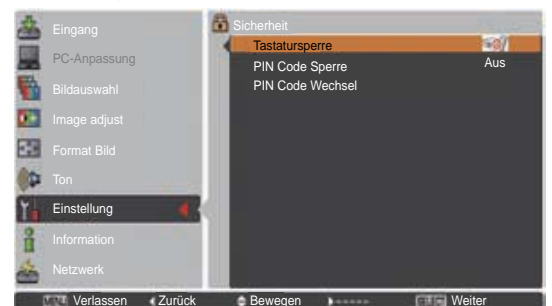 Eingang
PC-Anpassung
Bildauswahl
Image adjust
Format Bild
Ton
Einstellung
Information
Netzwerk
Sicherheit
Tastatursperre
PIN Code Sperre Aus
PIN Code Wechsel
MENU Verlassen Zurück Bewegen ----- Weiter